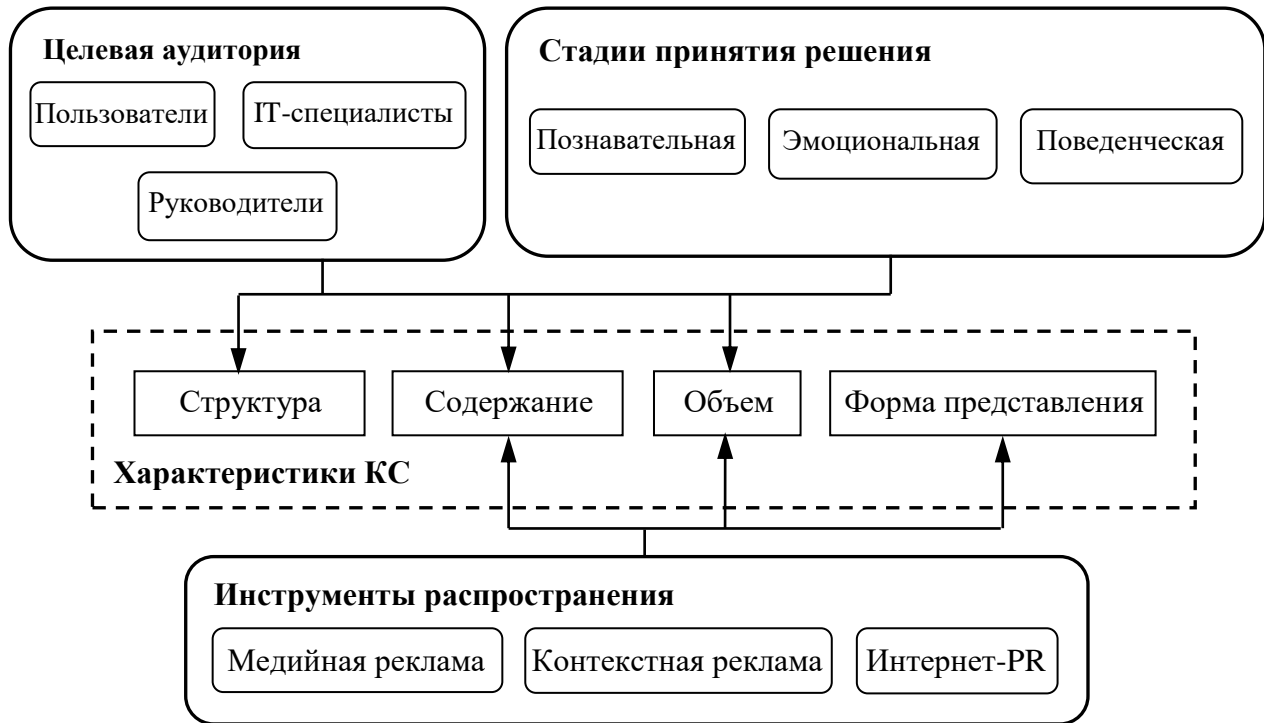 Целевая аудитория
Пользователи
IT-специалисты
Руководители
Стадии принятия решения
Познавательная
Эмоциональная
Поведенческая
Структура
Содержание
Объем
Форма представления
Характеристики КС
Инструменты распространения
Медийная реклама
Контекстная реклама
Интернет-PR